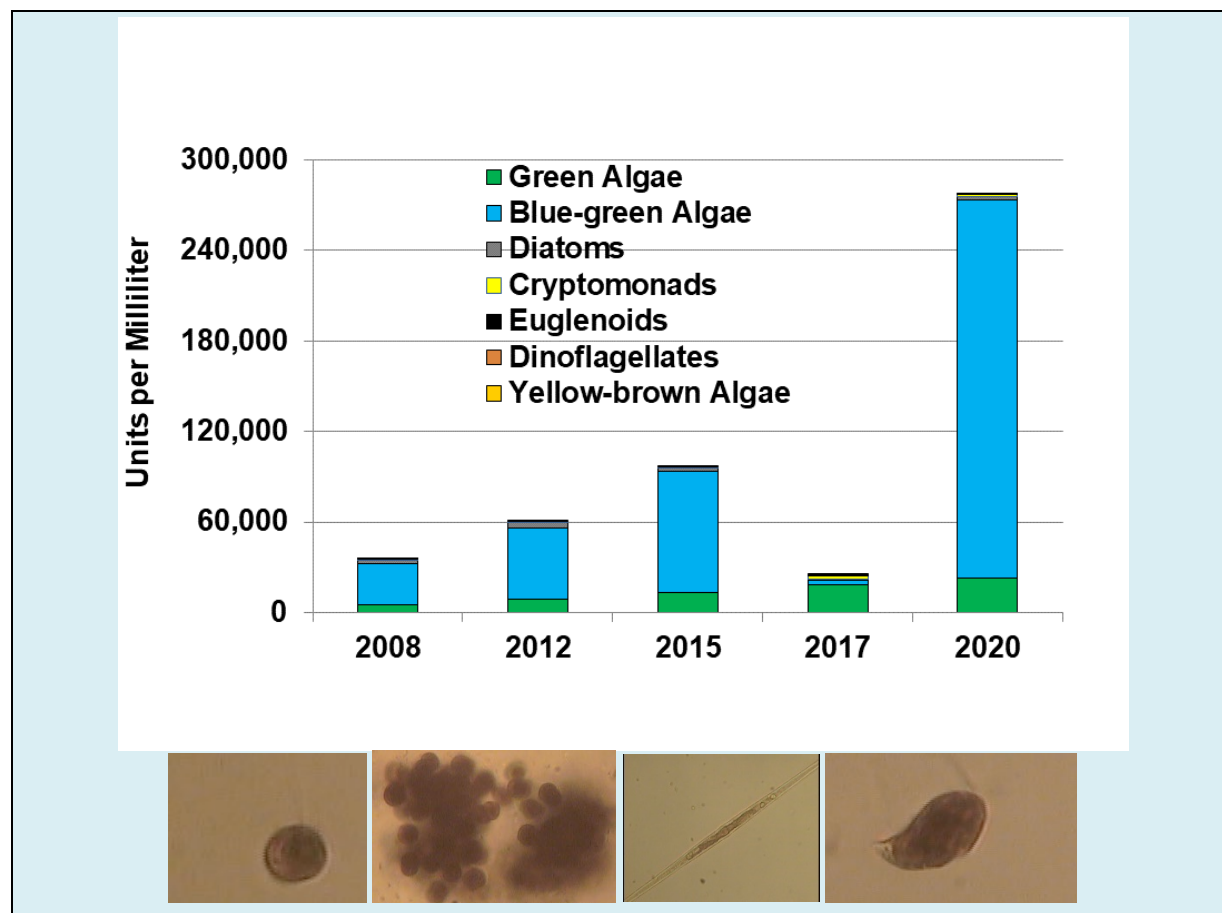 300,000
240,000
180,000
120,000
60,000
0
Units per Milliliter
Green Algae
Blue-green Algae
Diatoms
Cryptomonads
Euglenoids
Dinoflagellates
Yellow-brown Algae
2008 2012 2015 2017 2020